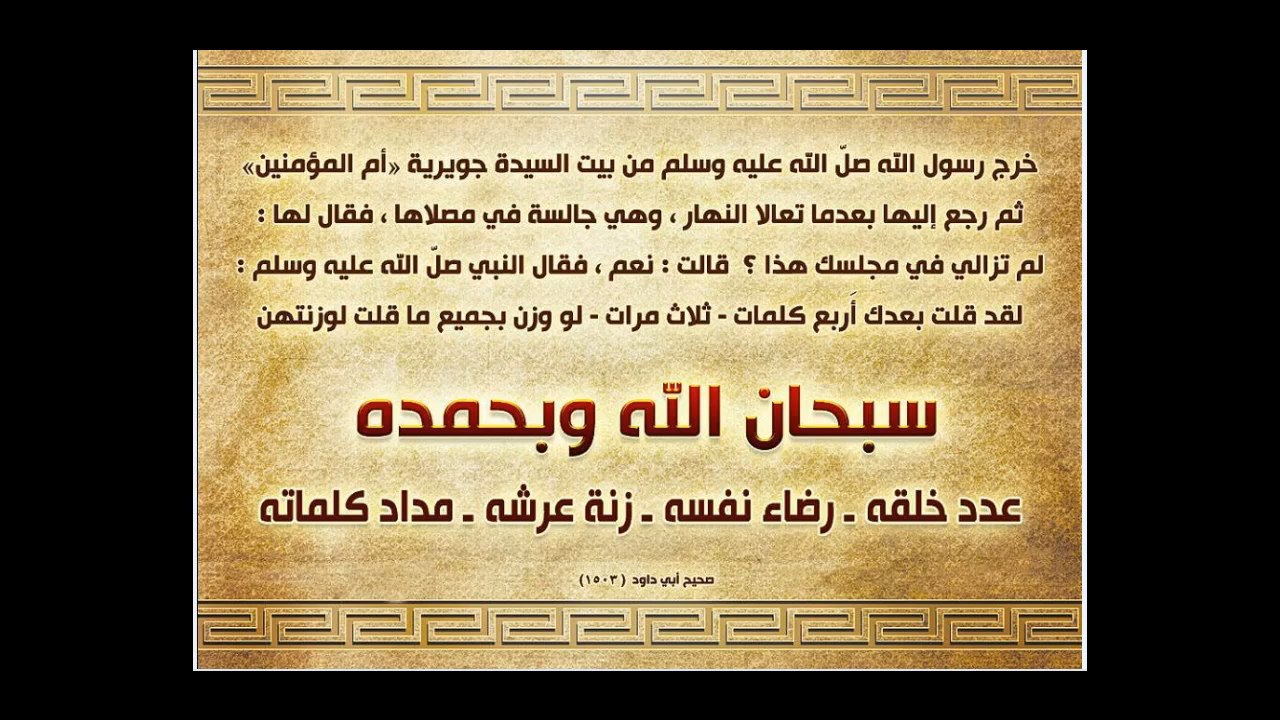 خرج رسول الله صلّ الله عليه وسلم من بيت السيدة جويرية «أم المؤمنين»
ثم رجع إليها بعدما تعالا النهار ، وهي جالسة في مصلاها ، فقال لها :
لم تزالي في مجلسك هذا ؟ قالت : نعم ، فقال النبي صلّ الله عليه وسلم :
لقد قلت بعدك أَربع كلمات - ثلاث مرات - لو وزن بجميع ما قلت لوزنتهن
سبحان الله وبحمده
عدد خلقه ـ رضاء نفسه ـ زنة عرشه ـ مداد كلماته
صحيح أبي داود (١٥٠٣)